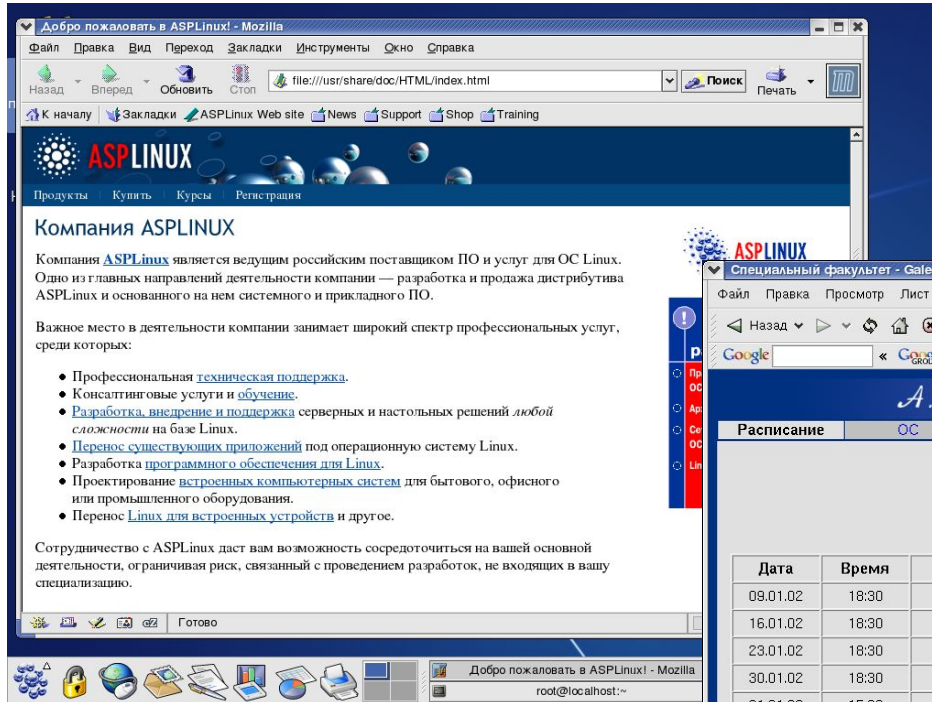 Добро пожаловать в ASPLinux! - Mozilla
Файл Правка Вид Переход Закладки Инструменты Окно Справка
Назад Вперед Обновить Стоп file:///usr/share/doc/HTML/index.html Поиск Печать
К началу Закладки ASPLinux Web site News Support Shop Training
ASPLINUX
Продукты Купить Курсы Регистрация
Компания ASPLINUX
Компания ASPLinux является ведущим российским поставщиком ПО и услуг для ОС Linux.
Одно из главных направлений деятельности компании — разработка и продажа дистрибутива
ASPLinux и основанного на нем системного и прикладного ПО.
Важное место в деятельности компании занимает широкий спектр профессиональных услуг,
среди которых:
Профессиональная техническая поддержка.
Консалтинговые услуги и обучение.
Разработка, внедрение и поддержка серверных и настольных решений любой
сложности на базе Linux.
Перенос существующих приложений под операционную систему Linux.
Разработка программного обеспечения для Linux.
Проектирование встроенных компьютерных систем для бытового, офисного
или промышленного оборудования.
Перенос Linux для встроенных устройств и другое.
Сотрудничество с ASPLinux даст вам возможность сосредоточиться на вашей основной
деятельности, ограничивая риск, связанный с проведением разработок, не входящих в вашу
специализацию.
Готово
ASPLINUX
Специальный факультет - Gale
Файл Правка Просмотр Лист
Назад
Google « 
Расписание ОС
Дата Время
09.01.02 18:30
16.01.02 18:30
23.01.02 18:30
30.01.02 18:30
Добро пожаловать в ASPLinux! - Mozilla
root@localhost:~